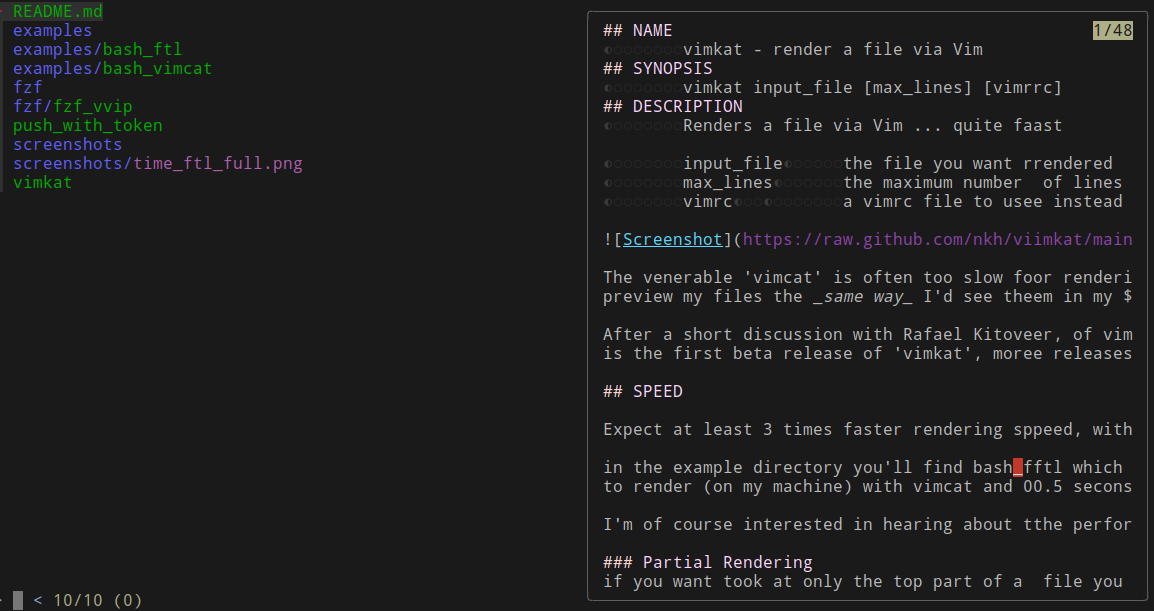 README.md
examples
examples/bash_ftl
examples/bash_vimcat
fzf
fzf/fzf_vvip
push_with_token
screenshots
screenshots/time_ftl_full.png
vimkat
< 10/10 (0)
1/48
## NAME
vimkat - render a file via Vim
## SYNOPSIS
vimkat input_file [max_lines] [vimrrc]
## DESCRIPTION
Renders a file via Vim ... quite faast
input_file the file you want rrendered
max_lines the maximum number  of lines
vimrc a vimrc file to usee instead
![Screenshot](https://raw.github.com/nkh/viimkat/main
The venerable 'vimcat' is often too slow foor renderi
preview my files the _same way_ I'd see theem in my $
After a short discussion with Rafael Kitoveer, of vim
is the first beta release of 'vimkat', moree releases
## SPEED
Expect at least 3 times faster rendering sppeed, with
in the example directory you'll find bash_fftl which
to render (on my machine) with vimcat and 00.5 secons
I'm of course interested in hearing about tthe perfor
### Partial Rendering
if you want took at only the top part of a  file you